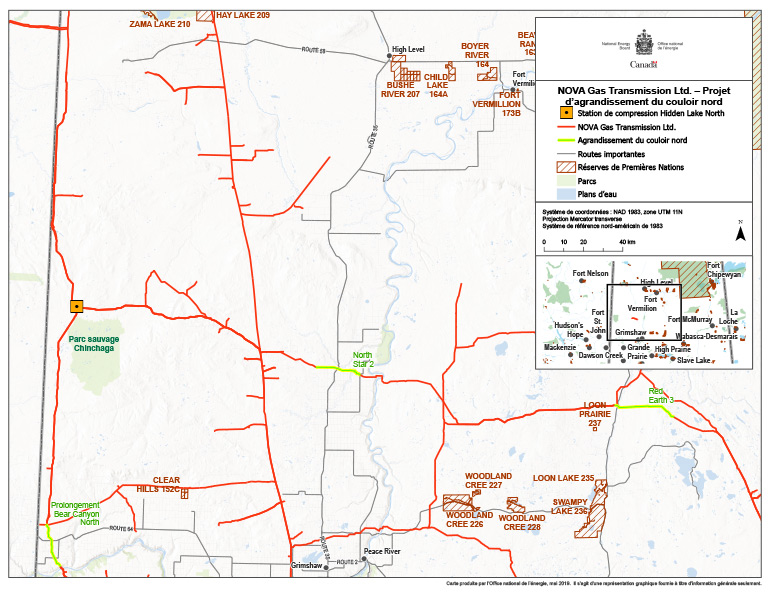 ZAMA LAKE 210
HAY LAKE 209
ROUTE 58
High Level
BUSHE
RIVER 207
CHILD
LAKE
164A
BOYER
RIVER
164
BEAV
RAN
163
Fort
Vermilio
FORT
VERMILLION
173B
ROUTE 35
National Energy
Board
Office national
de l'énergie
Canada
NOVA Gas Transmission Ltd. – Projet
d'agrandissement du couloir nord
Station de compression Hidden Lake North
NOVA Gas Transmission Ltd.
Agrandissement du couloir nord
Routes importantes
Réserves de Premières Nations
Parcs
Plans d'eau
Système de coordonnées : NAD 1983, zone UTM 11N
Projection Mercator transverse
Système de référence nord-américain de 1983
N
0 10 20 40 km
Fort Nelson
High Level
Fort
Chipewyan
Fort
Vermilion
Fort
St.
John
Fort McMurray
La
Loche
Hudson's
Hope
Grimshaw
Wabasca-Desmarais
Mackenzie
Dawson Creek
Grande
Prairie
High Prairie
Slave Lake
Parc sauvage
Chinchaga
North
Star 2
Red
Earth 3
LOON
PRAIRIE
237
CLEAR
HILLS 152C
WOODLAND
CREE 227
LOON LAKE 235
SWAMPY
LAKE 236
WOODLAND
CREE 226
WOODLAND
CREE 228
Prolongement
Bear Canyon
North
ROUTE 64
ROUTE 35
Peace River
Grimshaw
ROUTE 2
Carte produite par l'Office national de l'énergie, mai 2019. Il s'agit d'une représentation graphique fournie à titre d'information générale seulement.